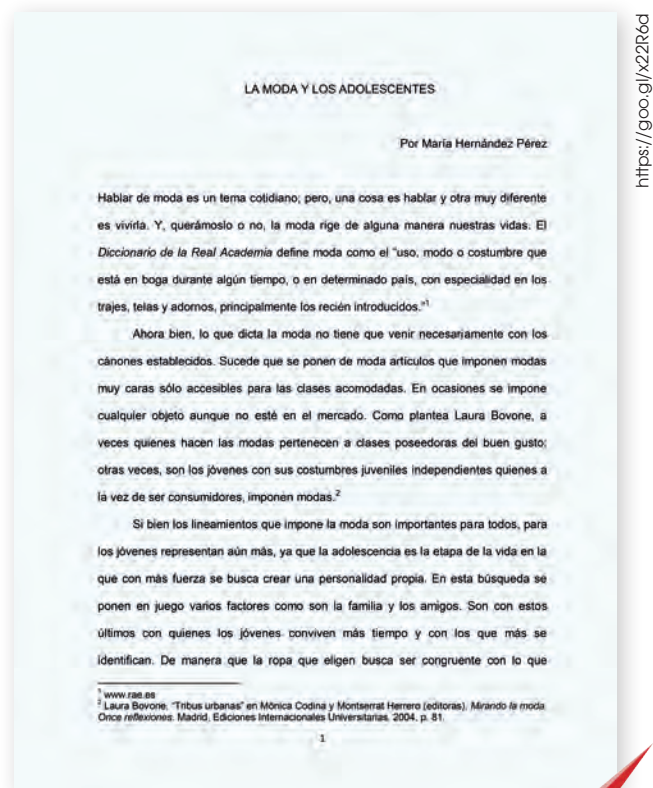 LA MODA Y LOS ADOLESCENTES
Por María Hernández Pérez
Hablar de moda es un tema cotidiano; pero, una cosa es hablar y otra muy diferente
es vivirla. Y, querámoslo o no, la moda rige de alguna manera nuestras vidas. El
Diccionario de la Real Academia define moda como el "uso, modo o costumbre que
está en boga durante algún tiempo, o en determinado país, con especialidad en los
trajes, telas y adornos, principalmente los recién introducidos."1
Ahora bien, lo que dicta la moda no tiene que venir necesariamente con los
cánones establecidos. Sucede que se ponen de moda artículos que imponen modas
muy caras sólo accesibles para las clases acomodadas. En ocasiones se impone
cualquier objeto aunque no esté en el mercado. Como plantea Laura Bovone, a
veces quienes hacen las modas pertenecen a clases poseedoras del buen gusto;
otras veces, son los jóvenes con sus costumbres juveniles independientes quienes a
la vez de ser consumidores, imponen modas.2
Si bien los lineamientos que impone la moda son importantes para todos, para
los jóvenes representan aún más, ya que la adolescencia es la etapa de la vida en la
que con más fuerza se busca crear una personalidad propia. En esta búsqueda se
ponen en juego varios factores como son la familia y los amigos. Son con estos
últimos con quienes los jóvenes conviven más tiempo y con los que más se
identifican. De manera que la ropa que eligen busca ser congruente con lo que
1 www.rae.es
2 Laura Bovone, "Tribus urbanas" en Mónica Codina y Montserrat Herrero (editoras), Mirando la moda.
Once reflexiones. Madrid, Ediciones Internacionales Universitarias, 2004, p. 81.
1
https://goo.gl/x22R6d